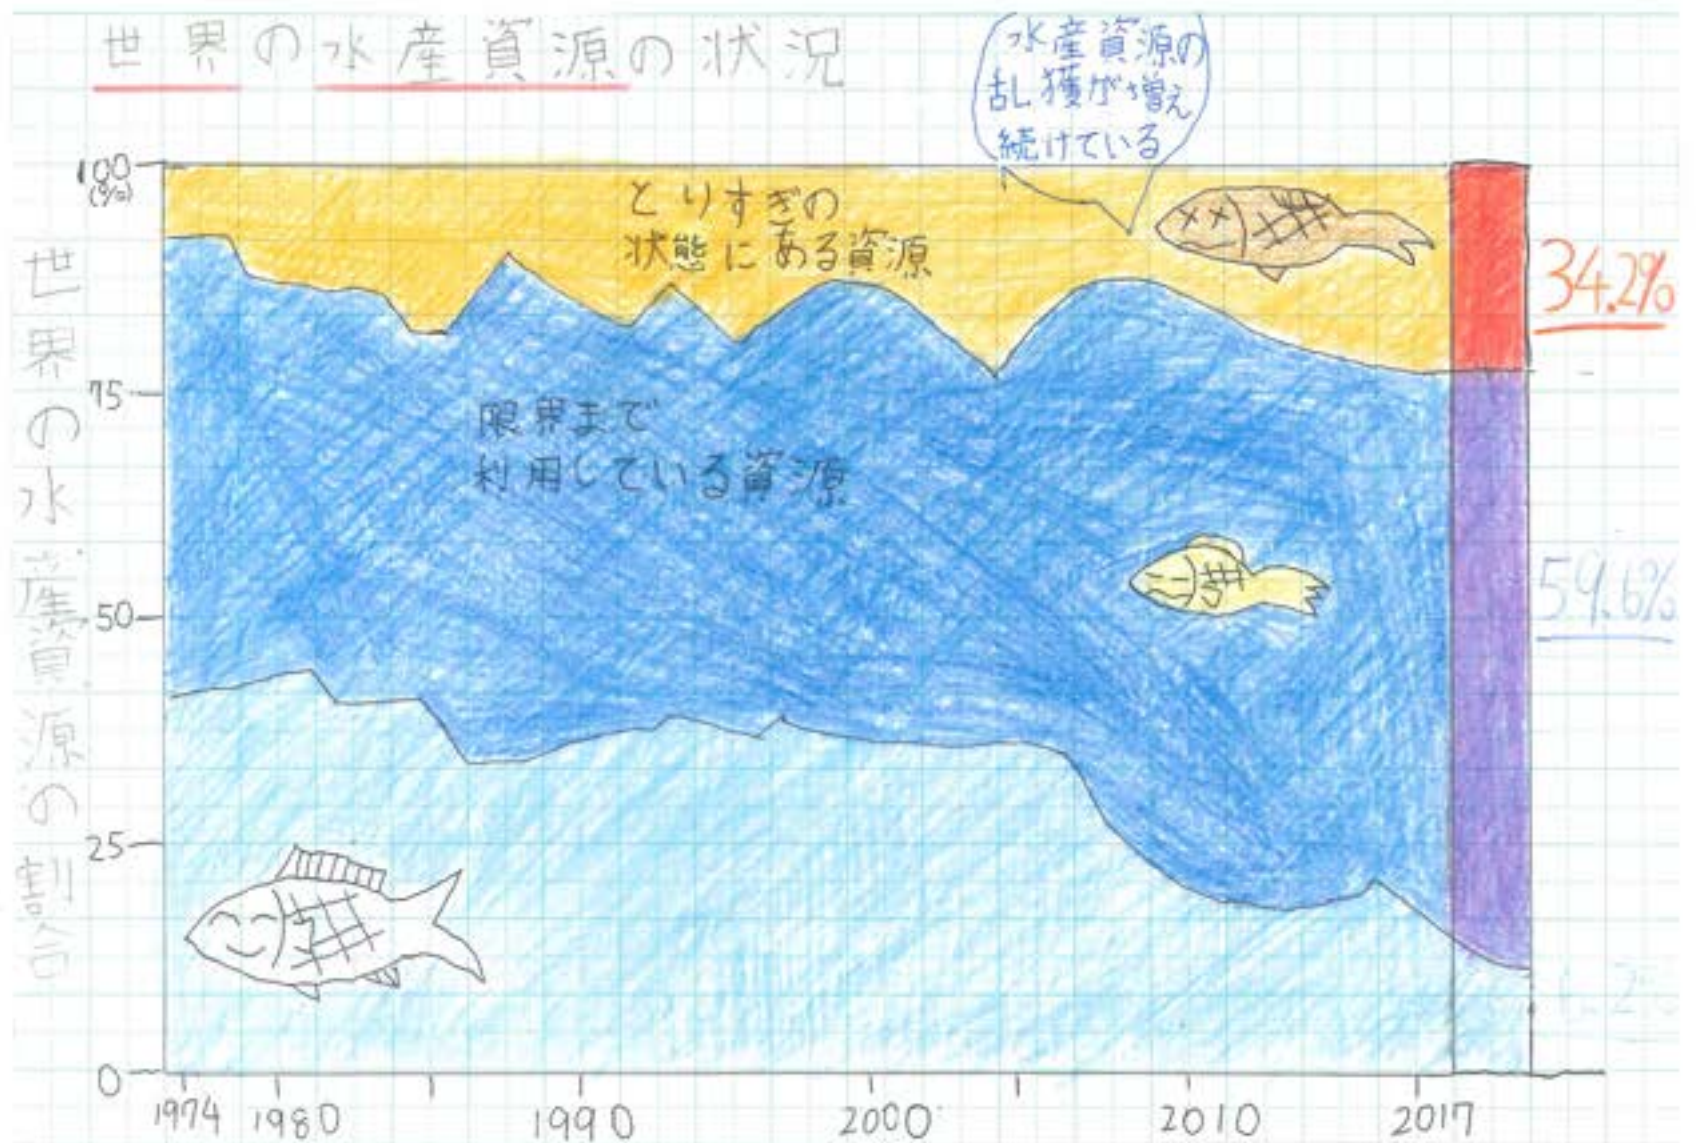 世界の水産資源の状況
水産資源の
乱獲が増え
続けている
100
(%)
とりすぎの
状態にある資源
34.2%
世界の水産資源の割合
75
限界まで
利用している資源
59.6%
50
25
0
1974 1980 1990 2000 2010 2017